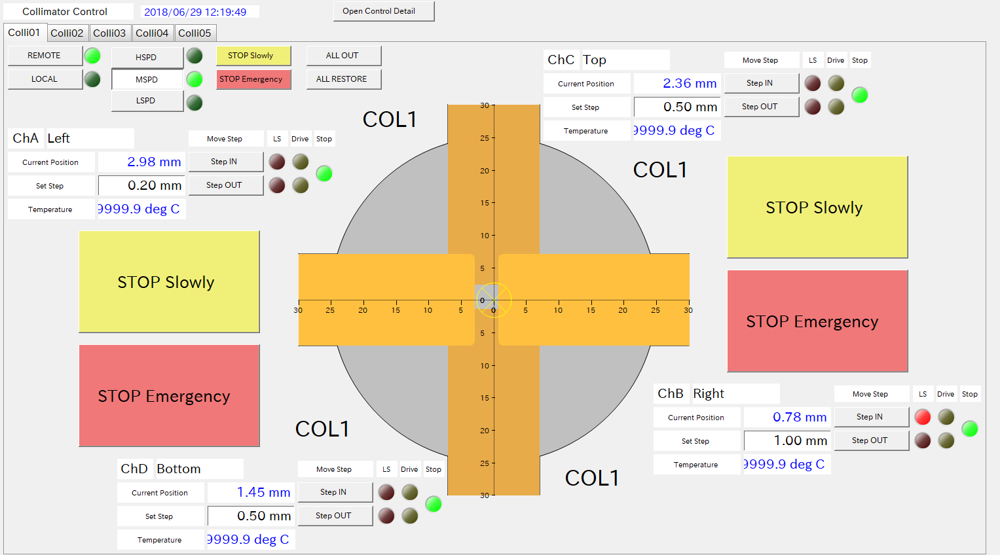 Collimator Control
2018/06/29 12:19:49
Open Control Detail
Colli01
Colli02
Colli03
Colli04
Colli05
REMOTE
LOCAL
HSPD
MSPD
LSPD
STOP Slowly
STOP Emergency
ALL OUT
ALL RESTORE
ChC Top
Move Step LS Drive Stop
Current Position 2.36 mm Step IN
Set Step 0.50 mm Step OUT
Temperature 9999.9 deg C
COL1
ChA Left
Move Step LS Drive Stop
Current Position 2.98 mm Step IN
Set Step 0.20 mm Step OUT
Temperature 9999.9 deg C
COL1
STOP Slowly
STOP Emergency
STOP Slowly
STOP Emergency
30
25
20
15
10
5
0
30 25 20 15 10 5 0 5 10 15 20 25 30
5
10
15
20
25
30
ChB Right
Move Step LS Drive Stop
Current Position 0.78 mm Step IN
Set Step 1.00 mm Step OUT
Temperature 9999.9 deg C
COL1
COL1
ChD Bottom
Move Step LS Drive Stop
Current Position 1.45 mm Step IN
Set Step 0.50 mm Step OUT
Temperature 9999.9 deg C